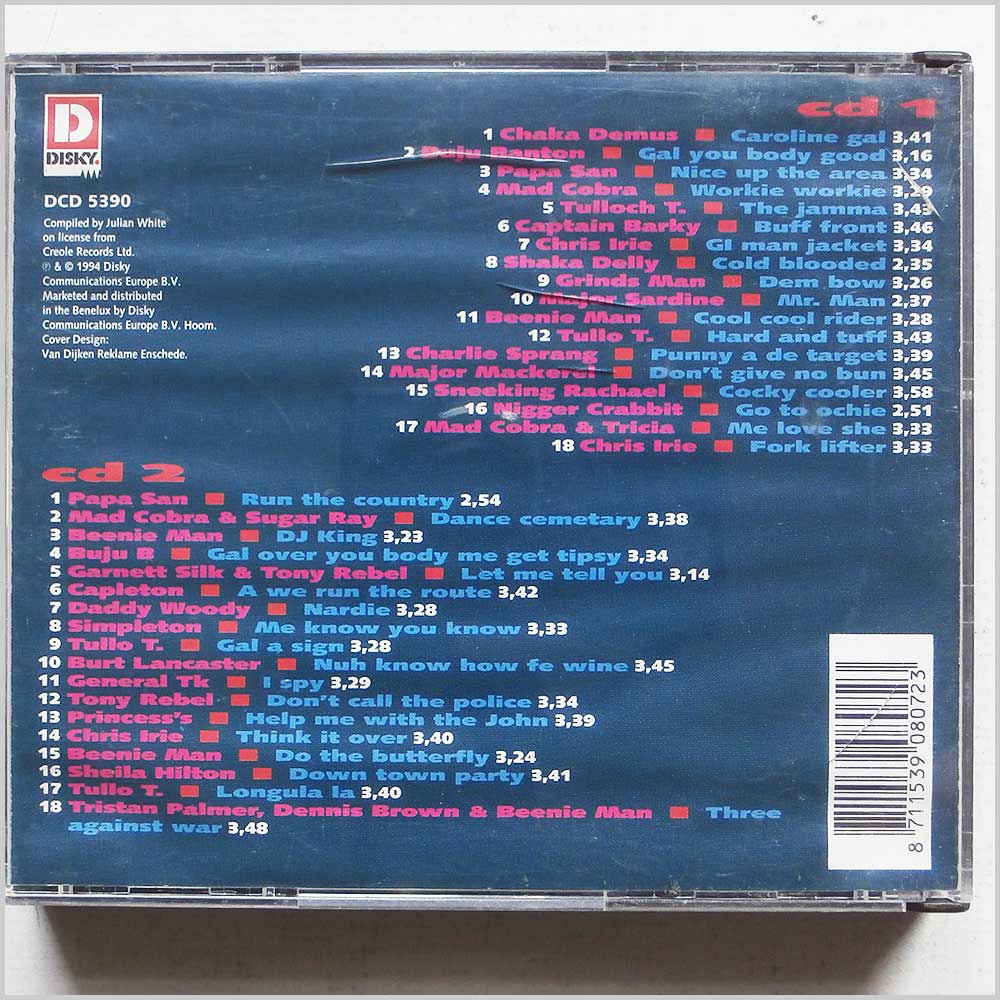 D
DISKY.
DCD 5390
Compiled by Julian White
on license from
Creole Records Ltd.
℗ & © 1994 Disky
Communications Europe B.V.
Marketed and distributed
in the Benelux by Disky
Communications Europe B.V. Hoorn.
Cover Design:
Van Dijken Reklame Enschede.
cd 1
1 Chaka Demus ■ Caroline gal 3,41
2 Buju Banton ■ Gal you body good 3,16
3 Papa San ■ Nice up the area 3,34
4 Mad Cobra ■ Workie workie 3,29
5 Tulloch T. ■ The jamma 3,43
6 Captain Barky ■ Buff front 3,46
7 Chris Irie ■ GI man jacket 3,34
8 Shaka Delly ■ Cold blooded 2,35
9 Grinds Man ■ Dem bow 3,26
10 Major Sardine ■ Mr. Man 2,37
11 Beenie Man ■ Cool cool rider 3,28
12 Tullo T. ■ Hard and tuff 3,43
13 Charlie Sprang ■ Punny a de target 3,39
14 Major Mackerel ■ Don't give no bun 3,45
15 Sneeking Rachael ■ Cocky cooler 3,58
16 Nigger Crabbit ■ Go to ochie 2,51
17 Mad Cobra & Tricia ■ Me love she 3,33
18 Chris Irie ■ Fork lifter 3,33
cd 2
1 Papa San ■ Run the country 2,54
2 Mad Cobra & Sugar Ray ■ Dance cemetary 3,38
3 Beenie Man ■ DJ King 3,23
4 Buju B ■ Gal over you body me get tipsy 3,34
5 Garnett Silk & Tony Rebel ■ Let me tell you 3,14
6 Capleton ■ A we run the route 3,42
7 Daddy Woody ■ Nardie 3,28
8 Simpleton ■ Me know you know 3,33
9 Tullo T. ■ Gal a sign 3,28
10 Burt Lancaster ■ Nuh know how fe wine 3,45
11 General Tk ■ I spy 3,29
12 Tony Rebel ■ Don't call the police 3,34
13 Princess's ■ Help me with the John 3,39
14 Chris Irie ■ Think it over 3,40
15 Beenie Man ■ Do the butterfly 3,24
16 Sheila Hilton ■ Down town party 3,41
17 Tullo T. ■ Longula la 3,40
18 Tristan Palmer, Dennis Brown & Beenie Man ■ Three
against war 3,48
8 711539 080723